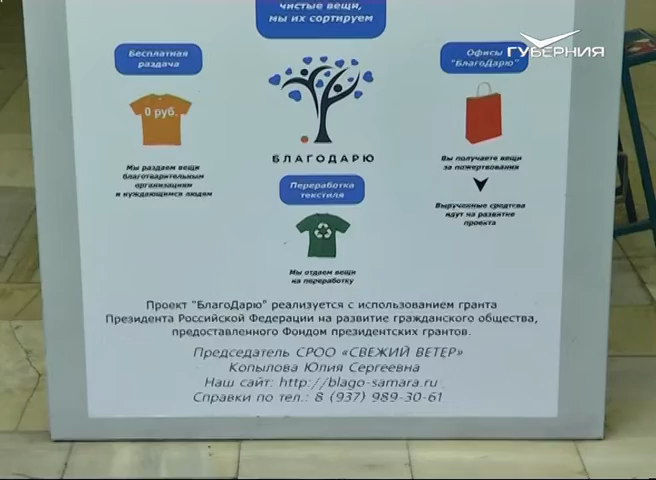 чистые вещи,
мы их сортируем
ГУБЕРНИЯ
Бесплатная
раздача
0 руб.
Мы раздаем вещи
благотварительным
организациям
и нуждающимся людям
БЛАГОДАРЮ
Офисы
"БлагоДарю"
Вы получаете вещи
за пожертвования
Вырученные средства
идут на развитие
проекта
Переработка
текстиля
Мы отдаем вещи
на переработку
Проект "БлагоДарю" реализуется с использованием гранта
Президента Российской Федерации на развитие гражданского общества,
предоставленного Фондом президентских грантов.
Председатель СРОО «СВЕЖИЙ ВЕТЕР»
Копылова Юлия Сергеевна
Наш сайт: http://blago-samara.ru
Справки по тел.: 8 (937) 989-30-61